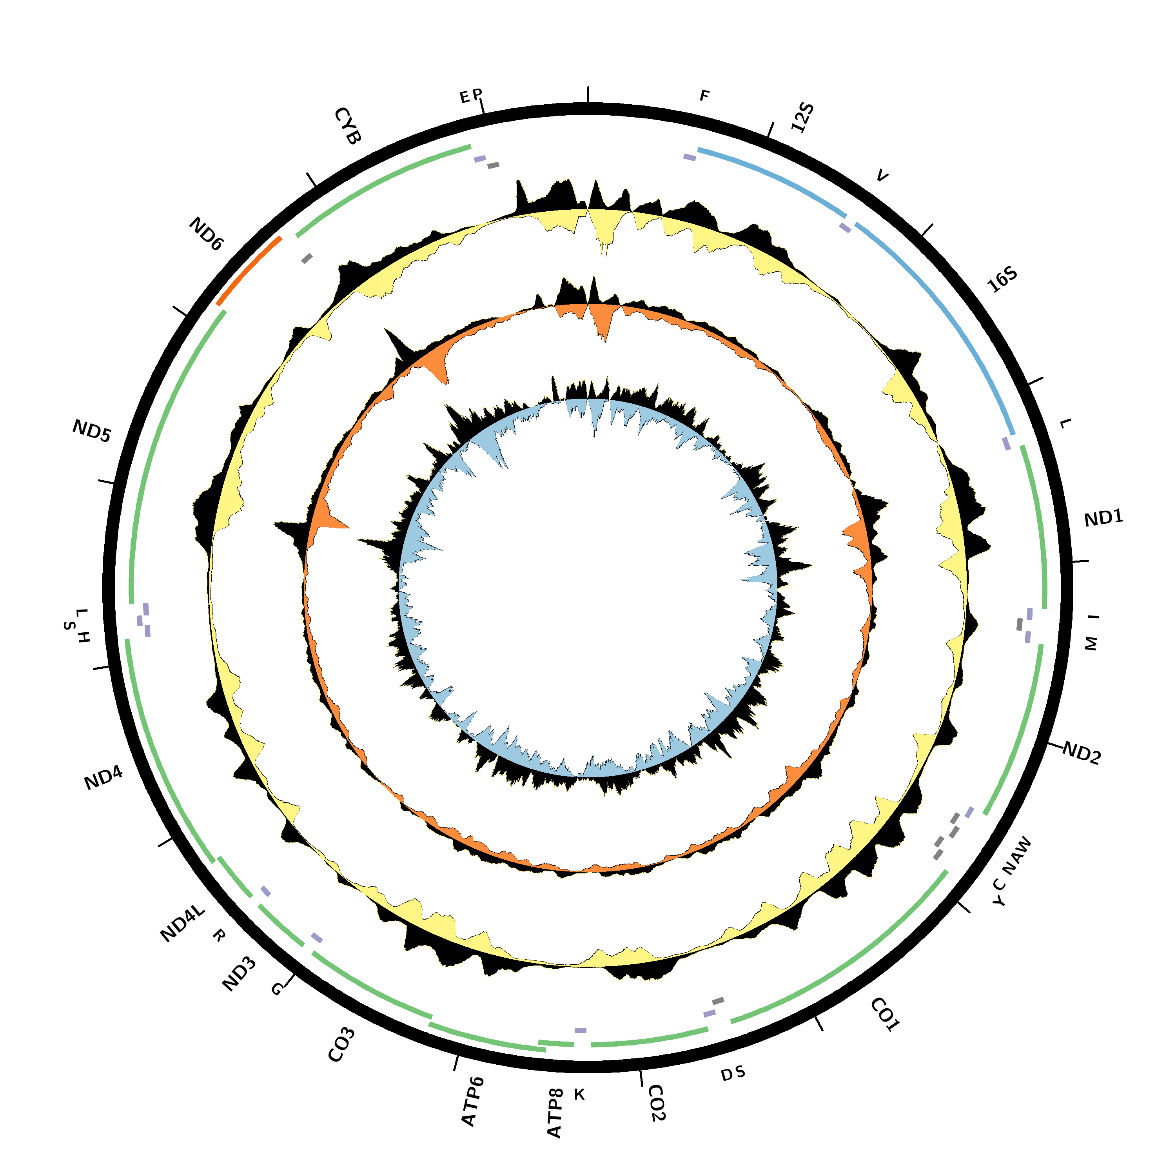 F
12S
V
16S
L
ND1
I
M
ND2
W
A
N
C
Y
CO1
S
D
CO2
K
ATP8
ATP6
CO3
G
ND3
R
ND4L
ND4
H
S
L
ND5
ND6
CYB
E
P